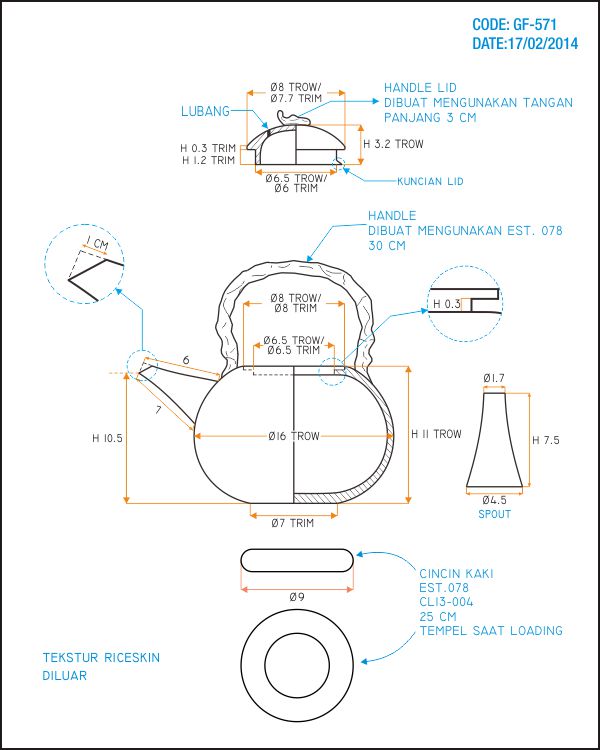 CODE: GF-571
DATE:17/02/2014
Ø8 TROW/
Ø7.7 TRIM
HANDLE LID
DIBUAT MENGUNAKAN TANGAN
PANJANG 3 CM
LUBANG
H 0.3 TRIM
H 1.2 TRIM
H 3.2 TROW
Ø6.5 TROW/
Ø6 TRIM
KUNCIAN LID
HANDLE
DIBUAT MENGUNAKAN EST. 078
30 CM
1 CM
Ø8 TROW/
Ø8 TRIM
H 0.3
Ø6.5 TROW/
Ø6.5 TRIM
6
7
Ø1.7
H 10.5
Ø16 TROW
H 11 TROW
H 7.5
Ø4.5
SPOUT
Ø7 TRIM
Ø9
CINCIN KAKI
EST.078
CL13-004
25 CM
TEMPEL SAAT LOADING
TEKSTUR RICESKIN
DILUAR